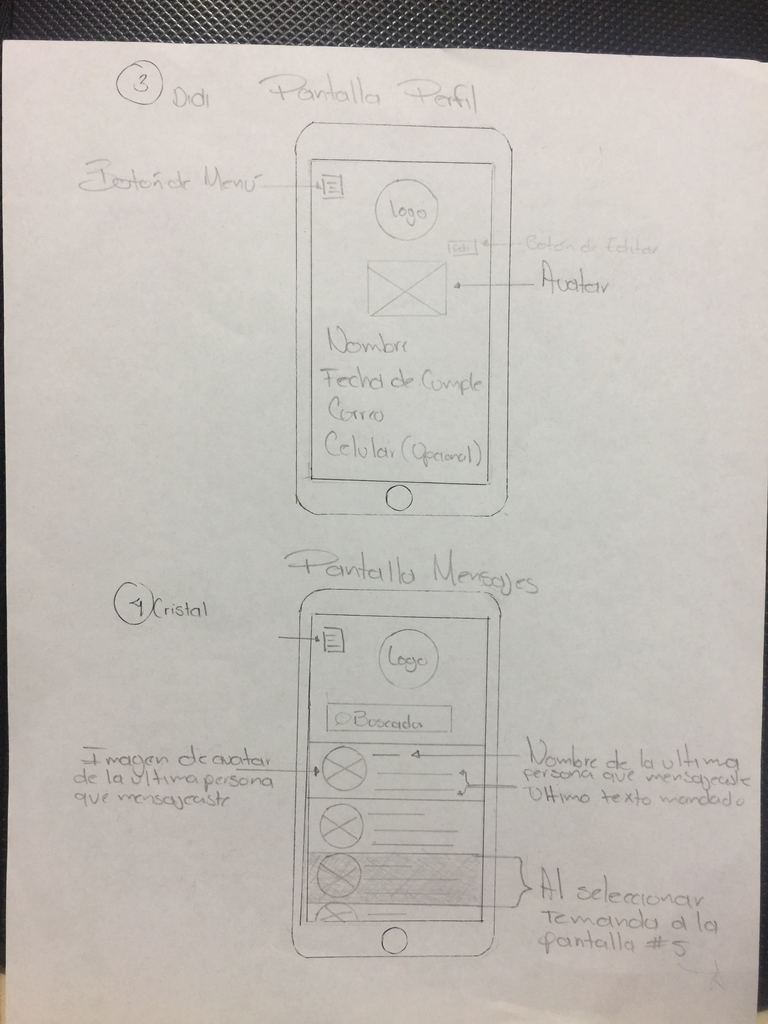 3 Didi Pantalla Perfil
Botón de Menú
Logo
Edit
Botón de Editar
Avatar
Nombre
Fecha de Cumple
Correo
Celular (Opcional)
Pantalla Mensajes
4 Cristal
Logo
Buscada
Imagen de avatar
de la ultima persona
que mensajeaste
Nombre de la ultima
persona que mensajeaste
Ultimo texto mandado
Al seleccionar
Temanda a la
pantalla #5